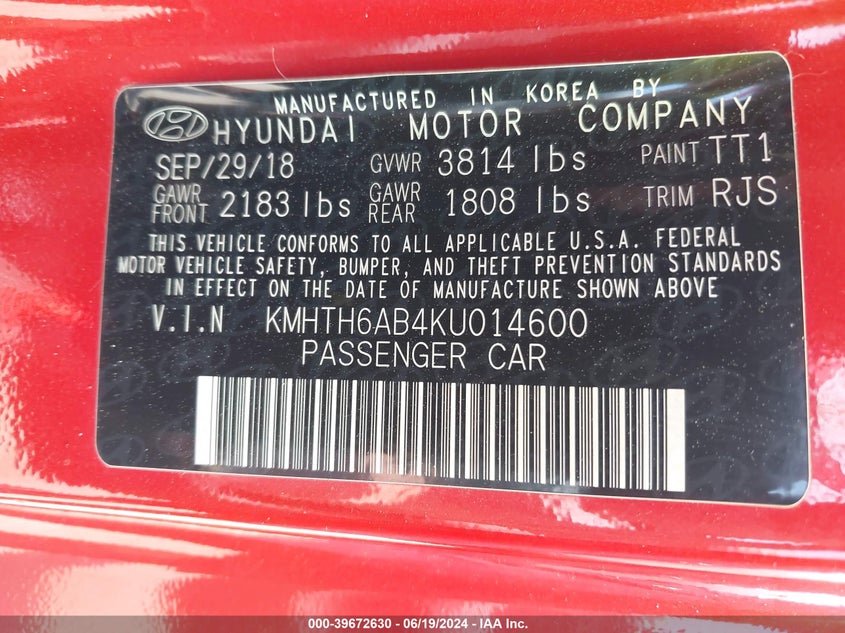 MANUFACTURED IN KOREA BY
HYUNDAI MOTOR COMPANY
SEP/29/18 GVWR 3814 lbs PAINT TT1
GAWR FRONT 2183 lbs GAWR REAR 1808 lbs TRIM RJS
THIS VEHICLE CONFORMS TO ALL APPLICABLE U.S.A. FEDERAL
MOTOR VEHICLE SAFETY, BUMPER, AND THEFT PREVENTION STANDARDS
IN EFFECT ON THE DATE OF MANUFACTURE SHOWN ABOVE
V.I.N KMHTH6AB4KU014600
PASSENGER CAR
000-39672630 - 06/19/2024 - IAA Inc.